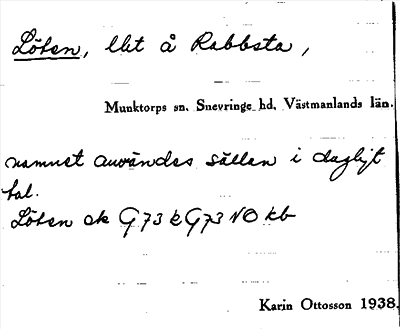 Löten, lht å Rabbsta,
Munktorps sn. Snevringe hd. Västmanlands län.
namnet användes sällan i dagligt
tal.
Löten ek G73 k G73 NO kb
Karin Ottosson 1938.